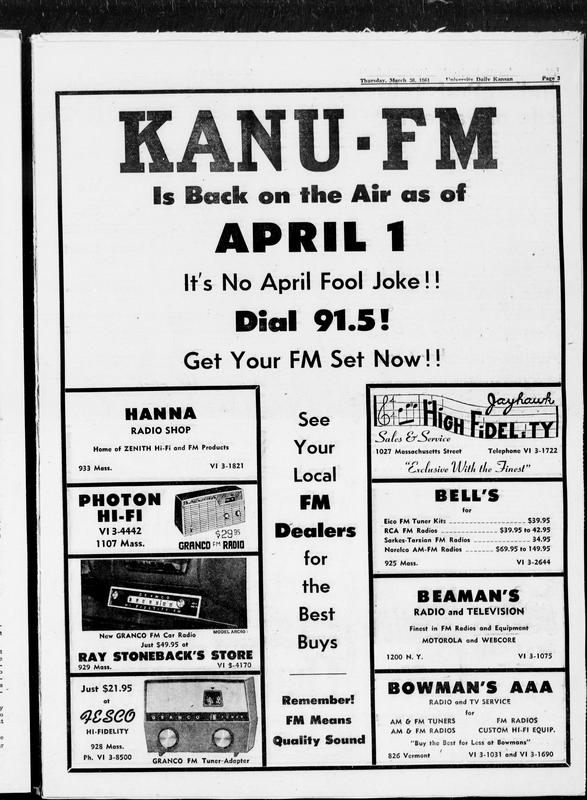 Thursday, March 30, 1961 University Daily Kansan Page 3
KANU-FM
Is Back on the Air as of
APRIL 1
It's No April Fool Joke!!
Dial 91.5!
Get Your FM Set Now!!
HANNA
RADIO SHOP
Home of ZENITH Hi-Fi and FM Products
933 Mass. VI 3-1821
PHOTON
HI-FI
VI 3-4442
1107 Mass.
$29.95
GRANCO FM RADIO
GRANCO
New GRANCO FM Car Radio
MODEL ARC60
Just $49.95 at
RAY STONEBACK'S STORE
929 Mass. VI 3-4170
Just $21.95
at
FESCO
HI-FIDELITY
928 Mass.
Ph. VI 3-8500
GRANCO
GRANCO FM Tuner-Adapter
See
Your
Local
FM
Dealers
for
the
Best
Buys
Remember!
FM Means
Quality Sound
Jayhawk
HIGH FIDELITY
Sales & Service
1027 Massachusetts Street Telephone VI 3-1722
"Exclusive With the Finest"
BELL'S
for
Eico FM Tuner Kits $39.95
RCA FM Radios $39.95 to 42.95
Sarkes-Tarzian FM Radios 34.95
Norelco AM-FM Radios $69.95 to 149.95
925 Mass. VI 3-2644
BEAMAN'S
RADIO and TELEVISION
Finest in FM Radios and Equipment
MOTOROLA and WEBCORE
1200 N. Y. VI 3-1075
BOWMAN'S AAA
RADIO and TV SERVICE
for
AM & FM TUNERS FM RADIOS
AM & FM RADIOS CUSTOM HI-FI EQUIP.
"Buy the Best for Less at Bowmans"
826 Vermont VI 3-1031 and VI 3-1690